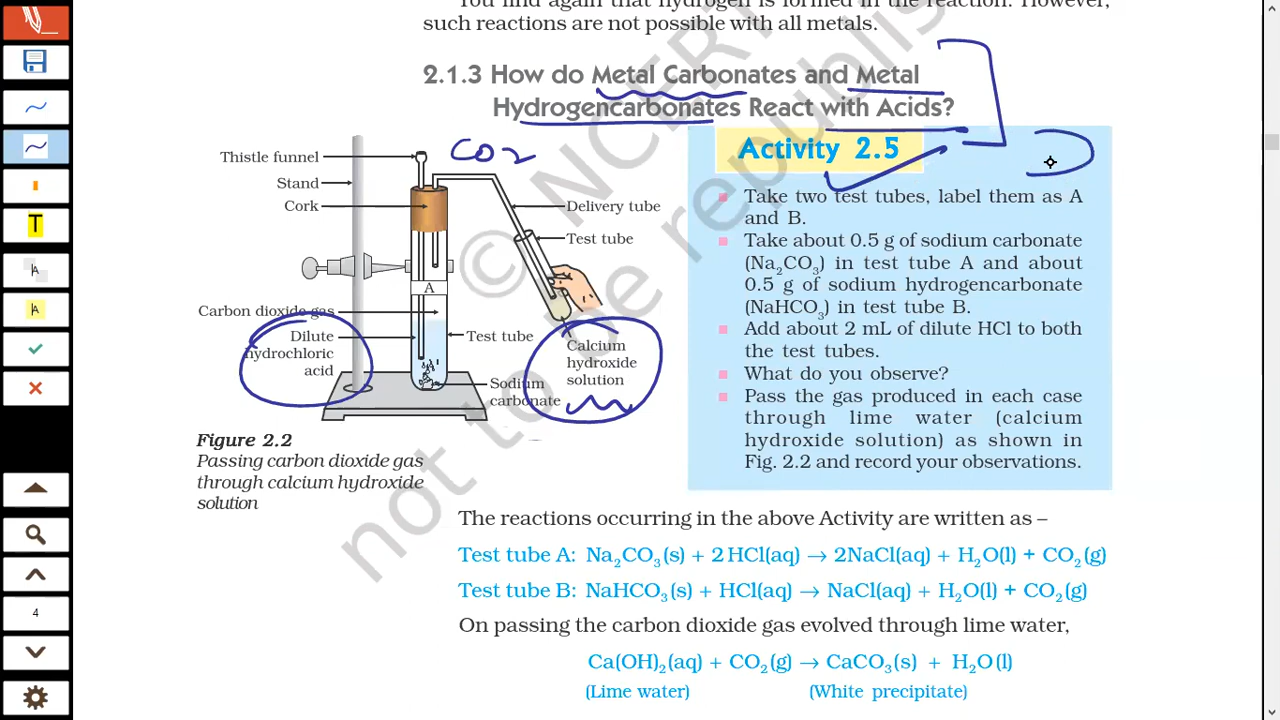 You find again that hydrogen is formed in the reaction. However,
such reactions are not possible with all metals.
2.1.3 How do Metal Carbonates and Metal
Hydrogencarbonates React with Acids?
CO2
Activity 2.5
Take two test tubes, label them as A
and B.
Take about 0.5 g of sodium carbonate
(Na₂CO₃) in test tube A and about
0.5 g of sodium hydrogencarbonate
(NaHCO₃) in test tube B.
Add about 2 mL of dilute HCl to both
the test tubes.
What do you observe?
Pass the gas produced in each case
through lime water (calcium
hydroxide solution) as shown in
Fig. 2.2 and record your observations.
Thistle funnel
Stand
Cork
Delivery tube
Test tube
A
Carbon dioxide gas
Dilute
hydrochloric
acid
Test tube
Calcium
hydroxide
solution
Sodium
carbonate
Figure 2.2
Passing carbon dioxide gas
through calcium hydroxide
solution
The reactions occurring in the above Activity are written as –
Test tube A: Na₂CO₃(s) + 2HCl(aq) → 2NaCl(aq) + H₂O(l) + CO₂(g)
Test tube B: NaHCO₃(s) + HCl(aq) → NaCl(aq) + H₂O(l) + CO₂(g)
On passing the carbon dioxide gas evolved through lime water,
Ca(OH)₂(aq) + CO₂(g) → CaCO₃(s) + H₂O(l)
(Lime water) (White precipitate)
© NCERT
not to be republis
T
A
A
4